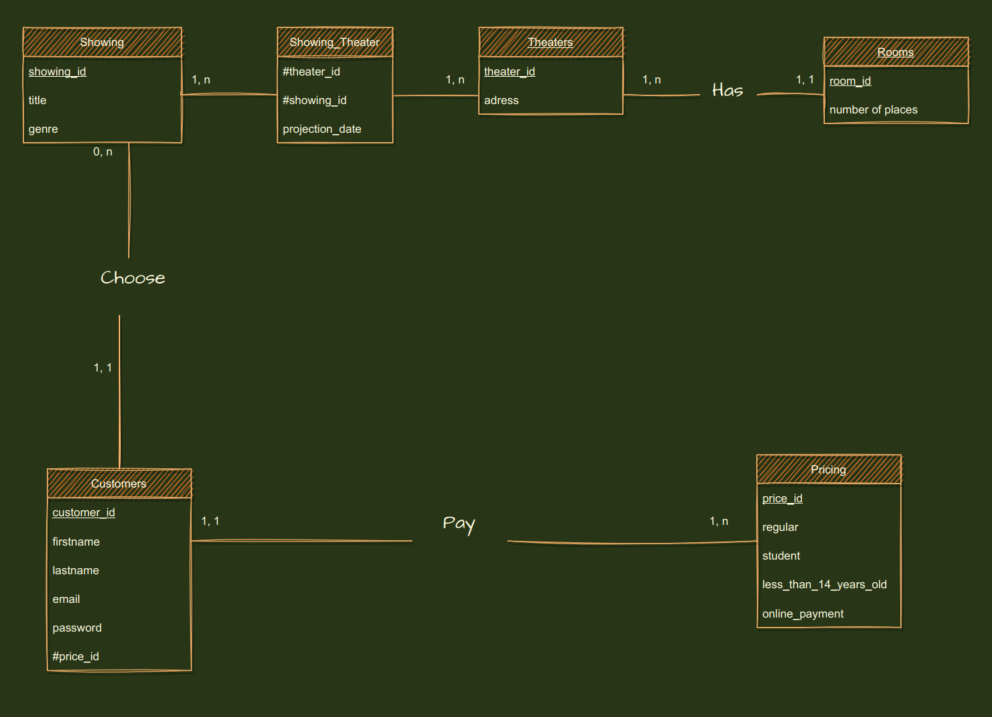 Showing
showing_id
title
genre
1, n
Showing_Theater
#theater_id
#showing_id
projection_date
1, n
Theaters
theater_id
adress
1, n
Has
1, 1
Rooms
room_id
number of places
0, n
Choose
1, 1
Customers
customer_id
firstname
lastname
email
password
#price_id
1, 1
Pay
1, n
Pricing
price_id
regular
student
less_than_14_years_old
online_payment